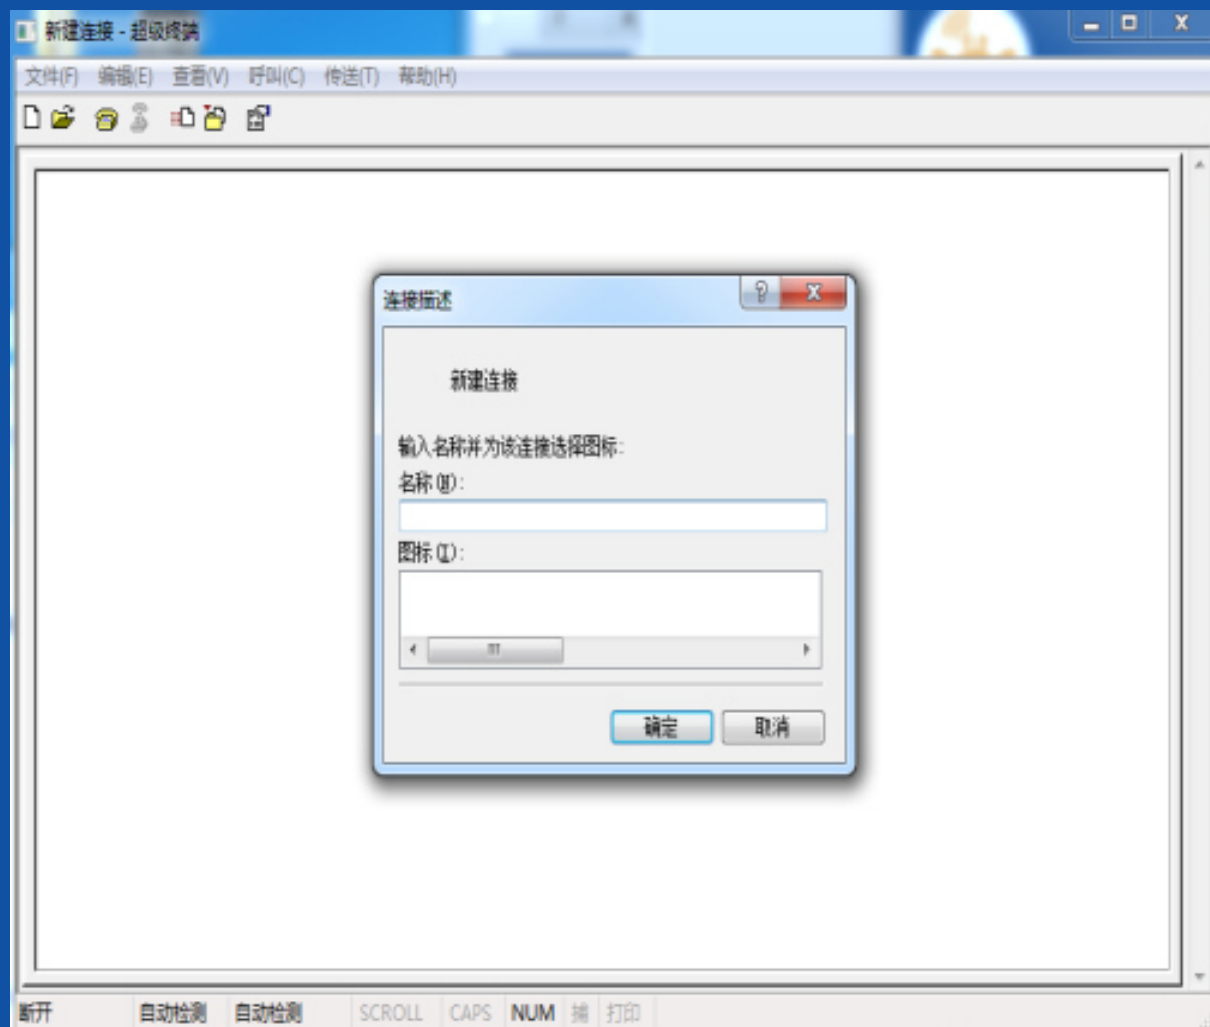 新建连接 - 超级终端
文件(F) 编辑(E) 查看(V) 呼叫(C) 传送(T) 帮助(H)
连接描述
新建连接
输入名称并为该连接选择图标:
名称(N):
图标(I):
确定 取消
断开 自动检测 自动检测 SCROLL CAPS NUM 捕 打印